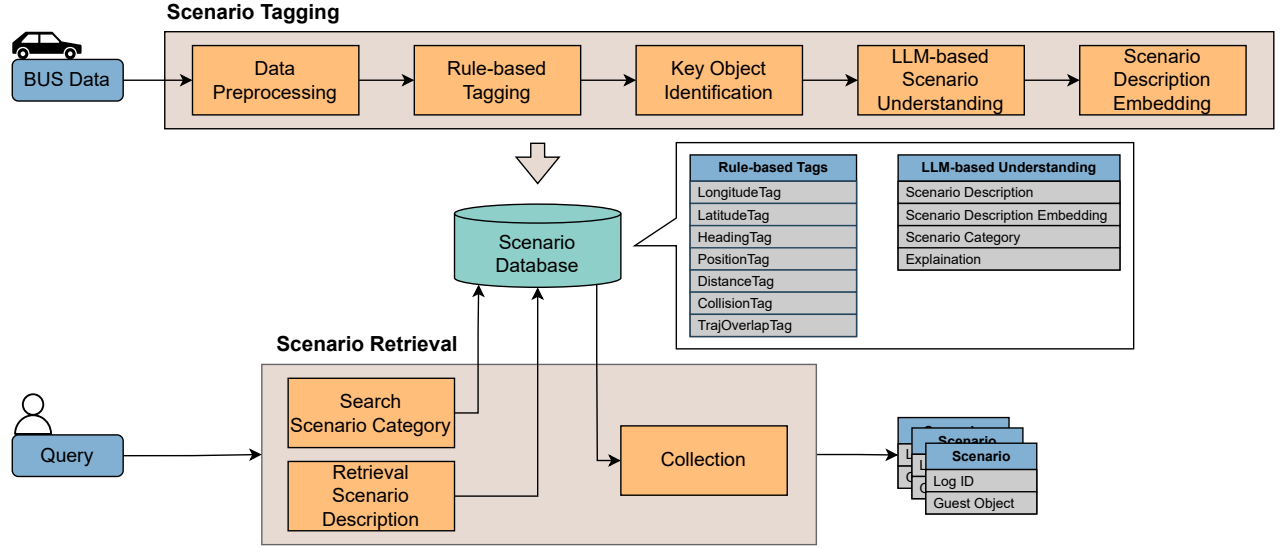 Scenario Tagging
BUS Data
Data
Preprocessing
Rule-based
Tagging
Key Object
Identification
LLM-based
Scenario
Understanding
Scenario
Description
Embedding
Rule-based Tags
LongitudeTag
LatitudeTag
HeadingTag
PositionTag
DistanceTag
CollisionTag
TrajOverlapTag
LLM-based Understanding
Scenario Description
Scenario Description Embedding
Scenario Category
Explaination
Scenario
Database
Scenario Retrieval
Query
Search
Scenario Category
Retrieval
Scenario
Description
Collection
Scenario
Scenario
Log ID
Guest Object